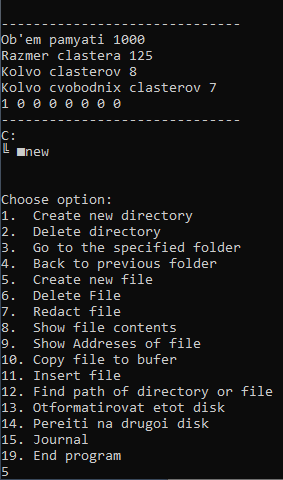 ------------------------------
Ob'em pamyati 1000
Razmer clastera 125
Kolvo clasterov 8
Kolvo cvobodnix clasterov 7
1 0 0 0 0 0 0 0
------------------------------
C:
╚ ■new
Choose option:
1.  Create new directory
2.  Delete directory
3.  Go to the specified folder
4.  Back to previous folder
5.  Create new file
6.  Delete File
7.  Redact file
8.  Show file contents
9.  Show Addreses of file
10. Copy file to bufer
11. Insert file
12. Find path of directory or file
13. Otformatirovat etot disk
14. Pereiti na drugoi disk
15. Journal
19. End program
5